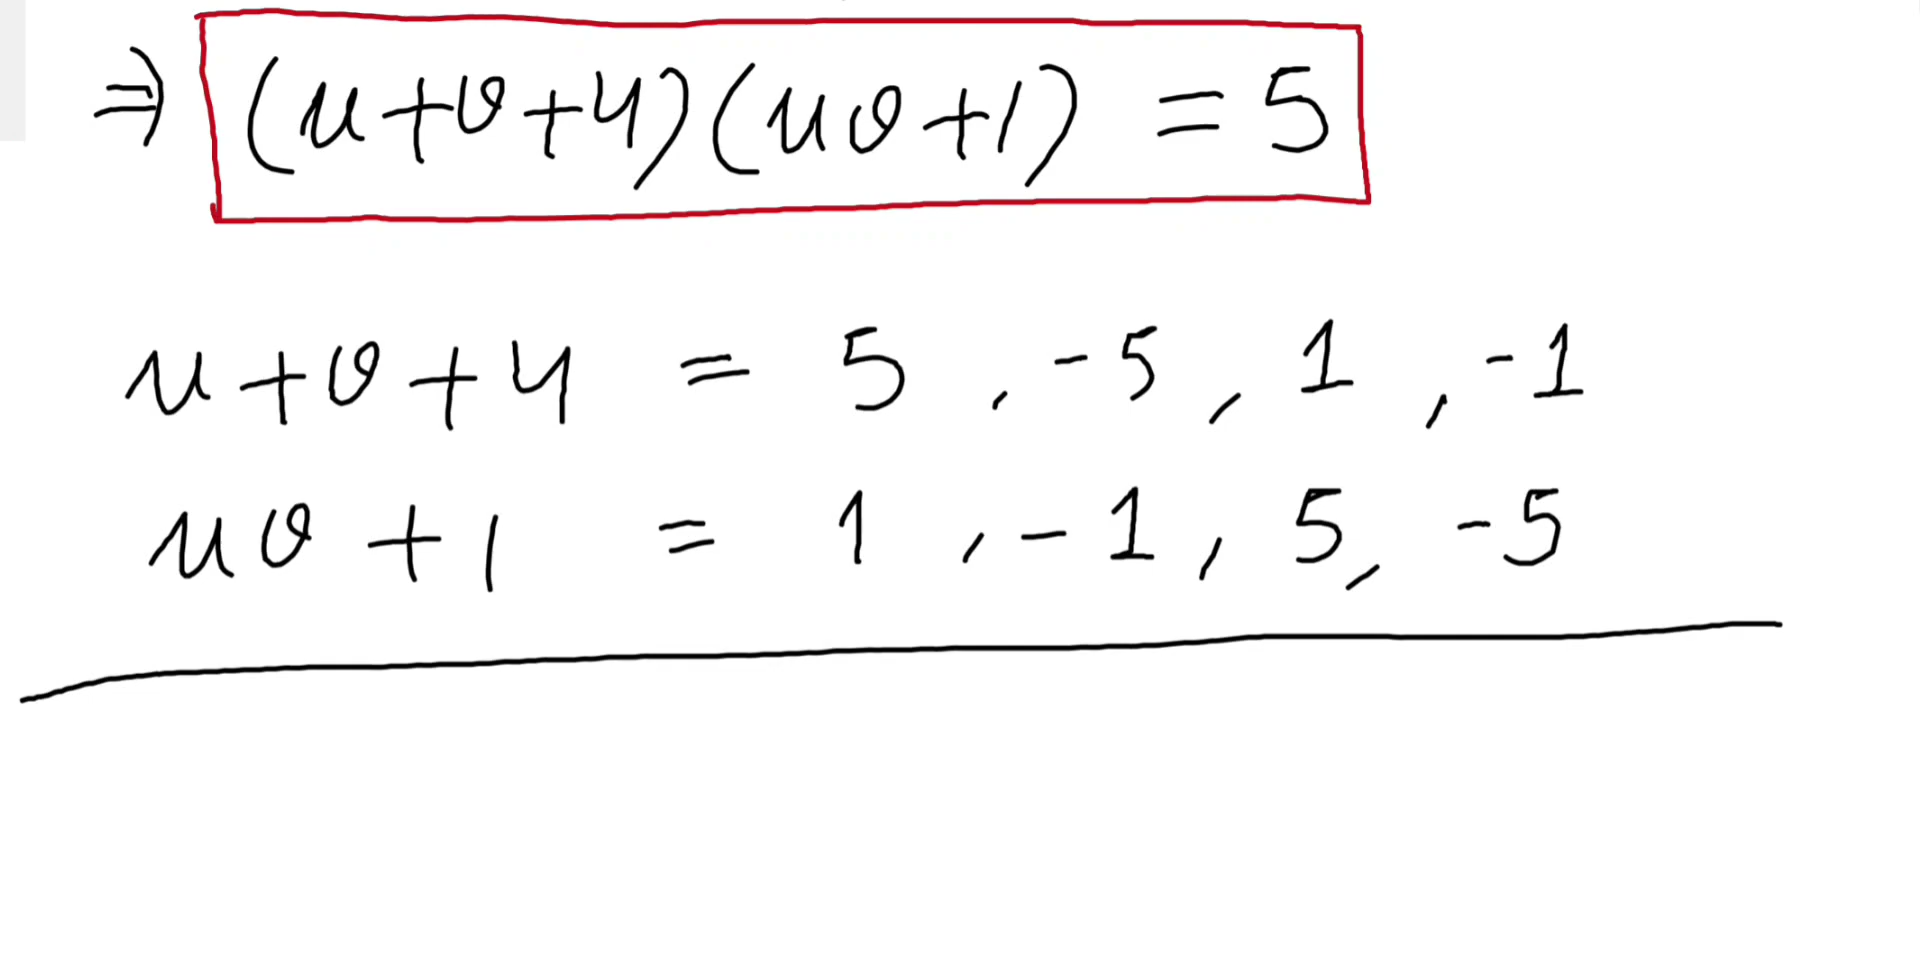 ⇒ (u+v+4)(uv+1) = 5
u+v+4 = 5, -5, 1, -1
uv+1 = 1, -1, 5, -5